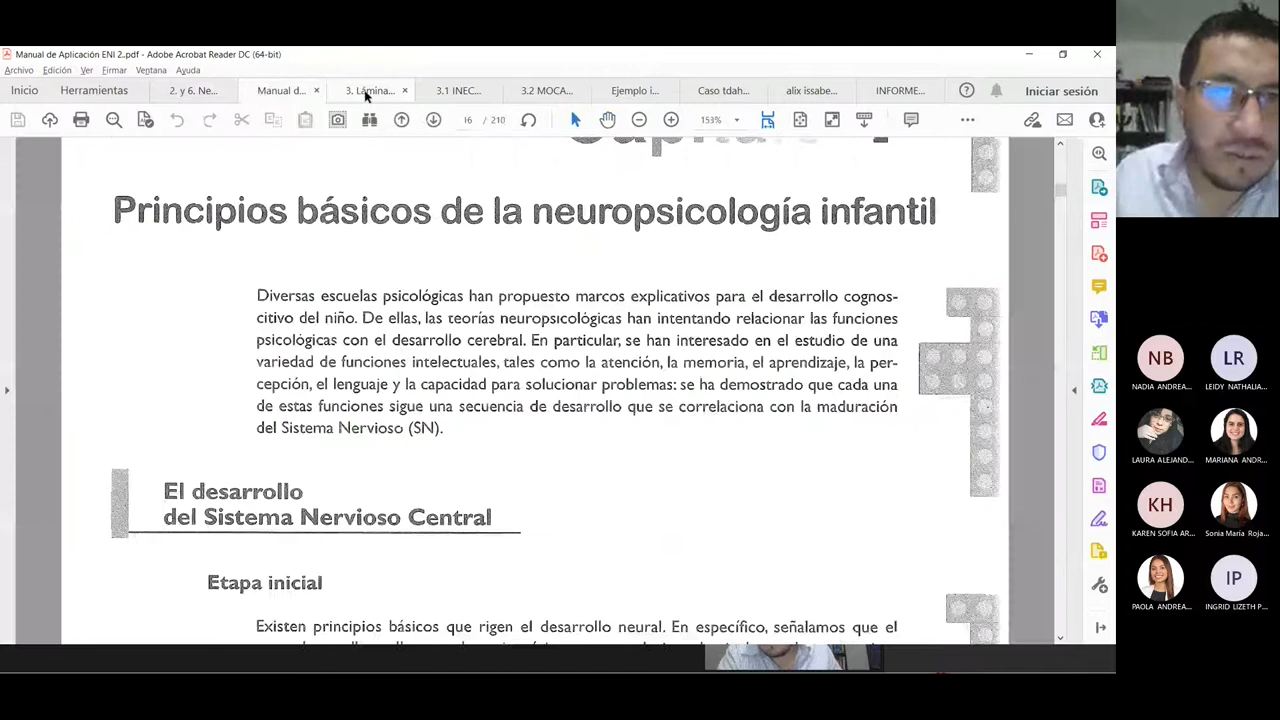 Manual de Aplicación ENI 2..pdf - Adobe Acrobat Reader DC (64-bit)
Archivo Edición Ver Firmar Ventana Ayuda
Inicio Herramientas 2. y 6. Ne... Manual d... 3. Lámina... 3.1 INEC... 3.2 MOCA... Ejemplo i... Caso tdah... alix issabe... INFORME... Iniciar sesión
16 / 210 153%
Principios básicos de la neuropsicología infantil
Diversas escuelas psicológicas han propuesto marcos explicativos para el desarrollo cognos-
citivo del niño. De ellas, las teorías neuropsicológicas han intentando relacionar las funciones
psicológicas con el desarrollo cerebral. En particular, se han interesado en el estudio de una
variedad de funciones intelectuales, tales como la atención, la memoria, el aprendizaje, la per-
cepción, el lenguaje y la capacidad para solucionar problemas: se ha demostrado que cada una
de estas funciones sigue una secuencia de desarrollo que se correlaciona con la maduración
del Sistema Nervioso (SN).
El desarrollo
del Sistema Nervioso Central
Etapa inicial
Existen principios básicos que rigen el desarrollo neural. En específico, señalamos que el
NB LR
NADIA ANDREA... LEIDY NATHALIA...
LAURA ALEJAND... MARIANA ANDR...
KH
KAREN SOFIA AR... Sonia María Roja...
IP
PAOLA ANDREA... INGRID LIZETH P...